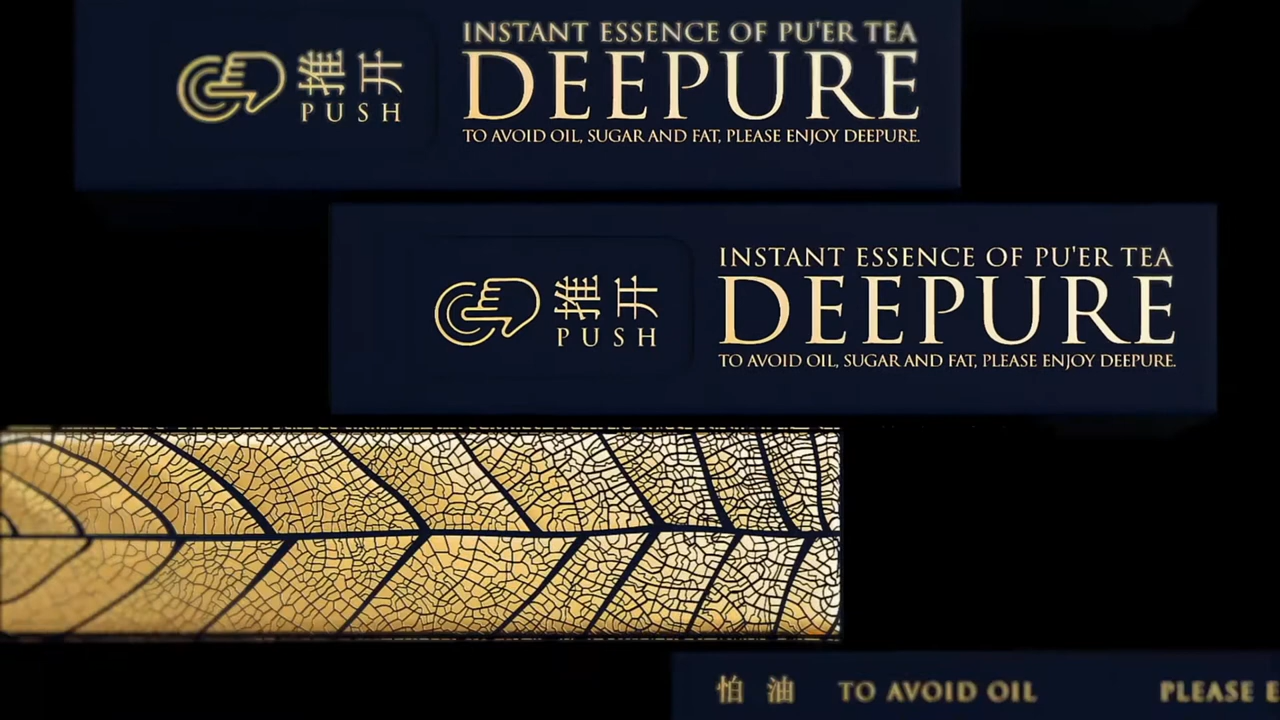 INSTANT ESSENCE OF PU'ER TEA
推开
PUSH
DEEPURE
TO AVOID OIL, SUGAR AND FAT, PLEASE ENJOY DEEPURE.
INSTANT ESSENCE OF PU'ER TEA
推开
PUSH
DEEPURE
TO AVOID OIL, SUGAR AND FAT, PLEASE ENJOY DEEPURE.
怕油 TO AVOID OIL PLEASE